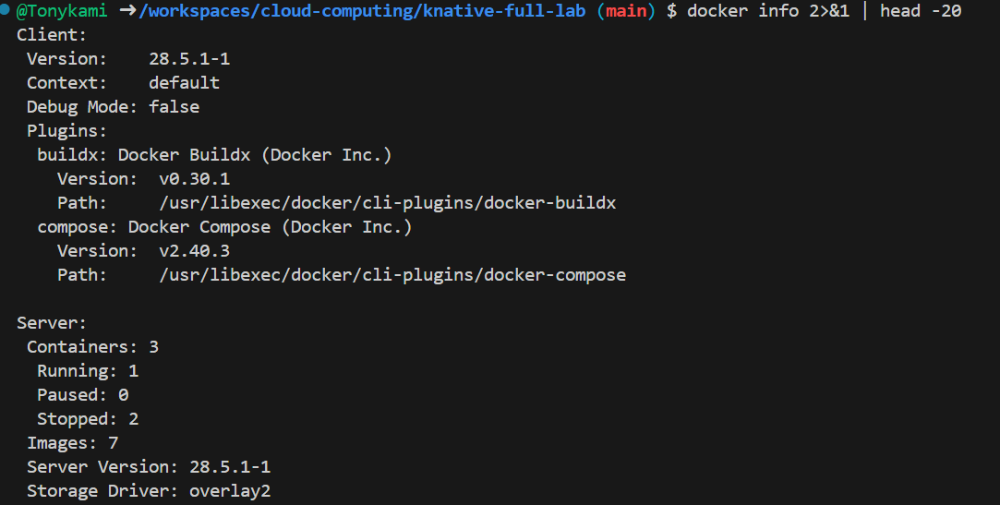 @Tonykami ➜/workspaces/cloud-computing/knative-full-lab (main) $ docker info 2>&1 | head -20
Client:
 Version:    28.5.1-1
 Context:    default
 Debug Mode: false
 Plugins:
  buildx: Docker Buildx (Docker Inc.)
    Version:  v0.30.1
    Path:     /usr/libexec/docker/cli-plugins/docker-buildx
  compose: Docker Compose (Docker Inc.)
    Version:  v2.40.3
    Path:     /usr/libexec/docker/cli-plugins/docker-compose

Server:
 Containers: 3
  Running: 1
  Paused: 0
  Stopped: 2
 Images: 7
 Server Version: 28.5.1-1
 Storage Driver: overlay2